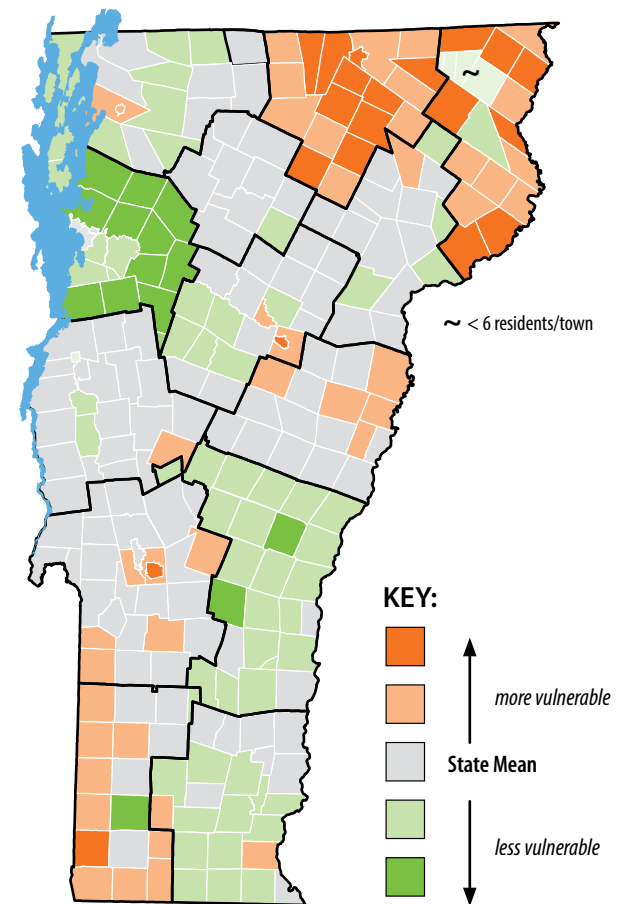 ~
~ < 6 residents/town
KEY:
more vulnerable
State Mean
less vulnerable